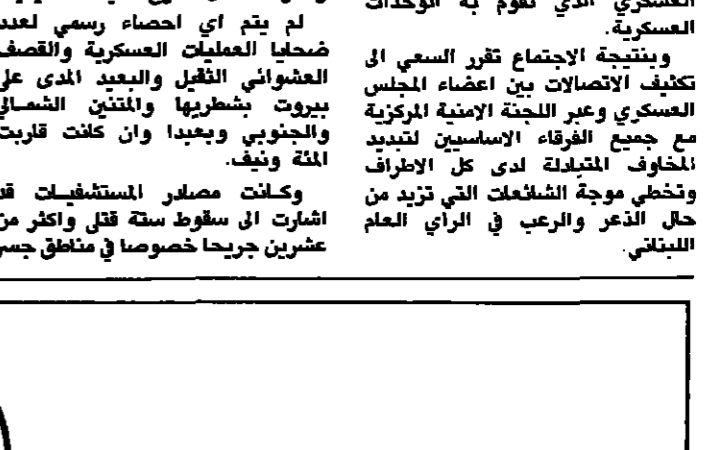 العسكري الذي تقوم به الوحدات
العسكرية.
وبنتيجة الاجتماع تقرر السعي الى
تكثيف الاتصالات بين اعضاء المجلس
العسكري وعبر اللجنة الامنية المركزية
مع جميع الفرقاء الاساسيين لتبديد
المخاوف المتبادلة لدى كل الاطراف
وتخطي موجة الشائعات التي تزيد من
حال الذعر والرعب في الرأي العام
اللبناني.
لم يتم اي احصاء رسمي لعدد
ضحايا العمليات العسكرية والقصف
العشوائي الثقيل والبعيد المدى على
بيروت بشطريها والمتنين الشمالي
والجنوبي وبعبدا وان كانت قاربت
المئة ونيف.
وكانت مصادر المستشفيات قد
اشارت الى سقوط ستة قتلى واكثر من
عشرين جريحا خصوصا في مناطق جسر